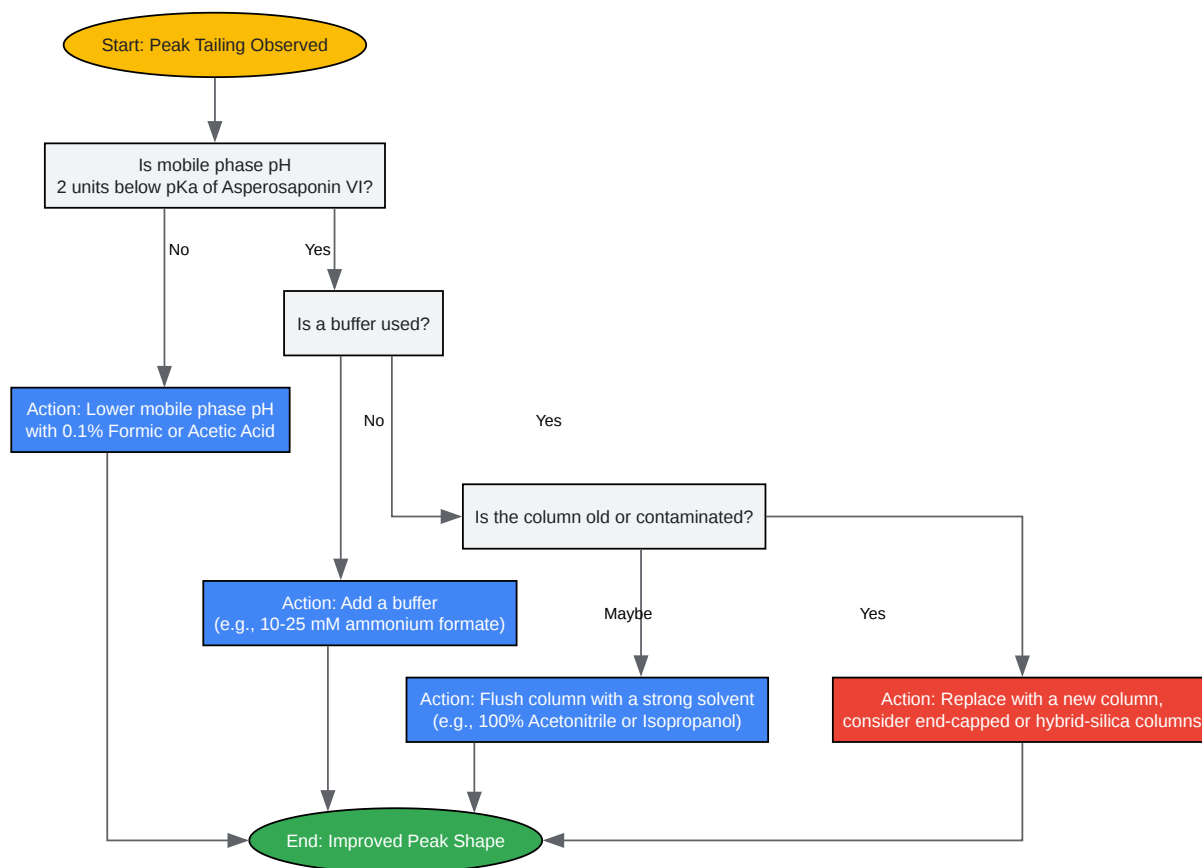 Start: Peak Tailing Observed
Is mobile phase pH
2 units below pKa of Asperosaponin VI?
No
Yes
Is a buffer used?
Action: Lower mobile phase pH
with 0.1% Formic or Acetic Acid
No
Yes
Is the column old or contaminated?
Action: Add a buffer
(e.g., 10-25 mM ammonium formate)
Maybe
Yes
Action: Flush column with a strong solvent
(e.g., 100% Acetonitrile or Isopropanol)
Action: Replace with a new column,
consider end-capped or hybrid-silica columns
End: Improved Peak Shape